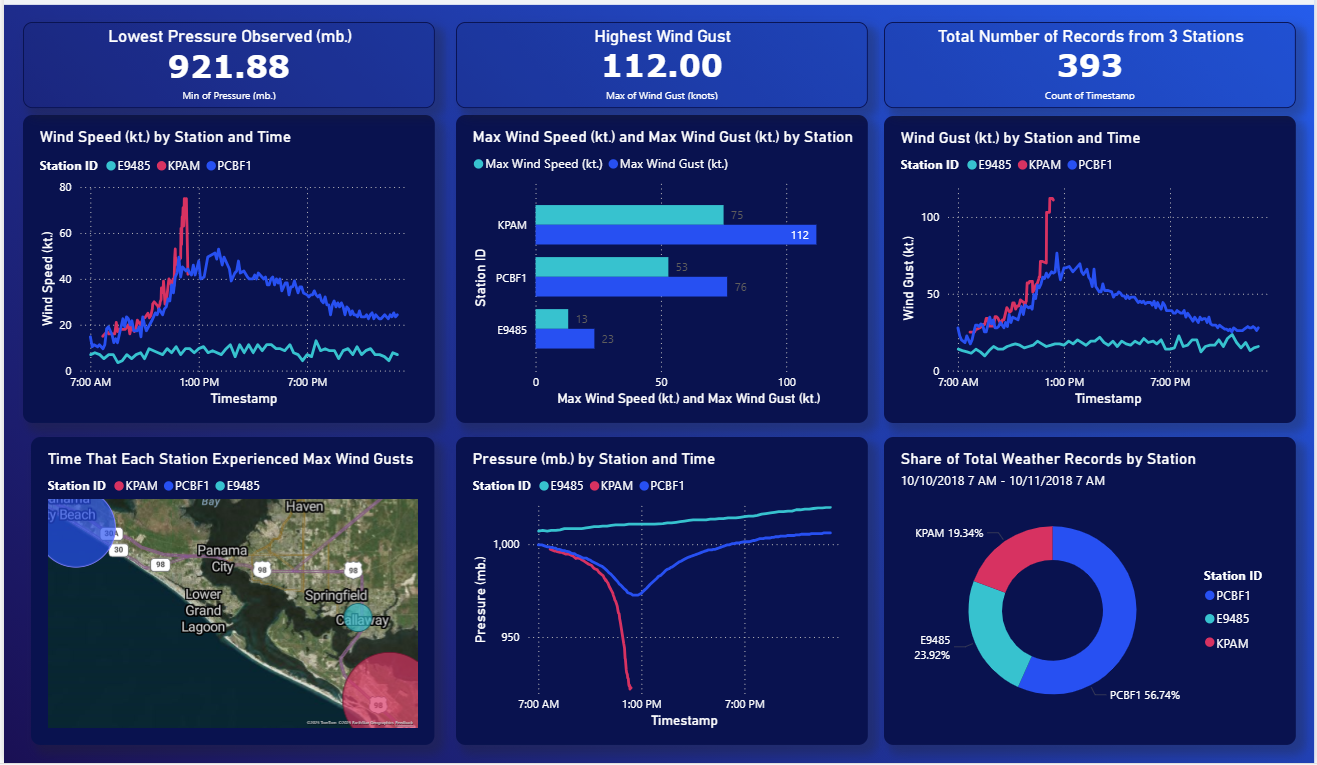 Lowest Pressure Observed (mb.)
921.88
Min of Pressure (mb.)
Highest Wind Gust
112.00
Max of Wind Gust (knots)
Total Number of Records from 3 Stations
393
Count of Timestamp
Wind Speed (kt.) by Station and Time
Station ID E9485 KPAM PCBF1
Wind Speed (kt.)
80
60
40
20
0
7:00 AM 1:00 PM 7:00 PM
Timestamp
Max Wind Speed (kt.) and Max Wind Gust (kt.) by Station
Max Wind Speed (kt.) Max Wind Gust (kt.)
Station ID
KPAM
75
112
PCBF1
53
76
E9485
13
23
0 50 100
Max Wind Speed (kt.) and Max Wind Gust (kt.)
Wind Gust (kt.) by Station and Time
Station ID E9485 KPAM PCBF1
Wind Gust (kt.)
100
50
0
7:00 AM 1:00 PM 7:00 PM
Timestamp
Time That Each Station Experienced Max Wind Gusts
Station ID KPAM PCBF1 E9485
Bay
Haven
ty Beach
30A
30
98
Panama
City
98
98
Lower
Grand
Lagoon
Springfield
Callaway
98
Pressure (mb.) by Station and Time
Station ID E9485 KPAM PCBF1
Pressure (mb.)
1,000
950
7:00 AM 1:00 PM 7:00 PM
Timestamp
Share of Total Weather Records by Station
10/10/2018 7 AM - 10/11/2018 7 AM
KPAM 19.34%
E9485
23.92%
PCBF1 56.74%
Station ID
PCBF1
E9485
KPAM